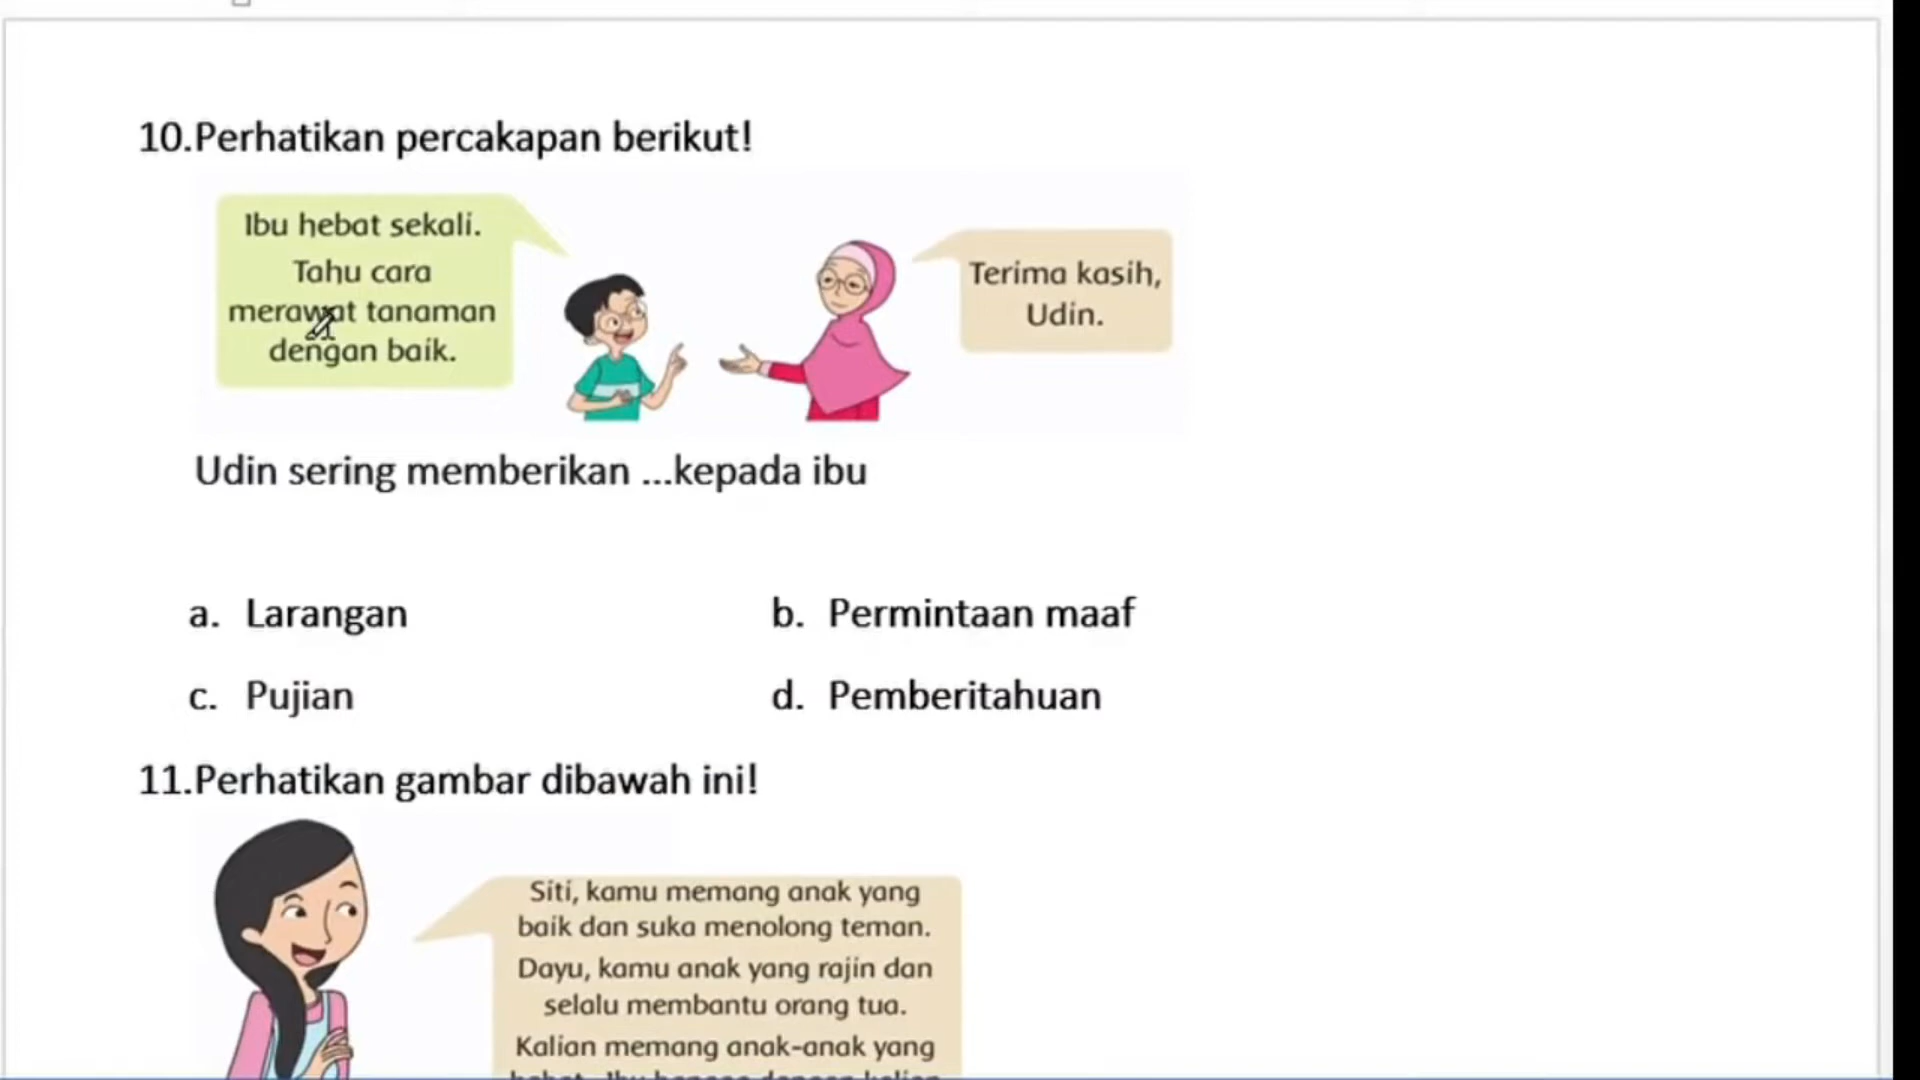 10.Perhatikan percakapan berikut!
Ibu hebat sekali.
Tahu cara
merawat tanaman
dengan baik.
Terima kasih,
Udin.
Udin sering memberikan ...kepada ibu
a. Larangan
b. Permintaan maaf
c. Pujian
d. Pemberitahuan
11.Perhatikan gambar dibawah ini!
Siti, kamu memang anak yang
baik dan suka menolong teman.
Dayu, kamu anak yang rajin dan
selalu membantu orang tua.
Kalian memang anak-anak yang